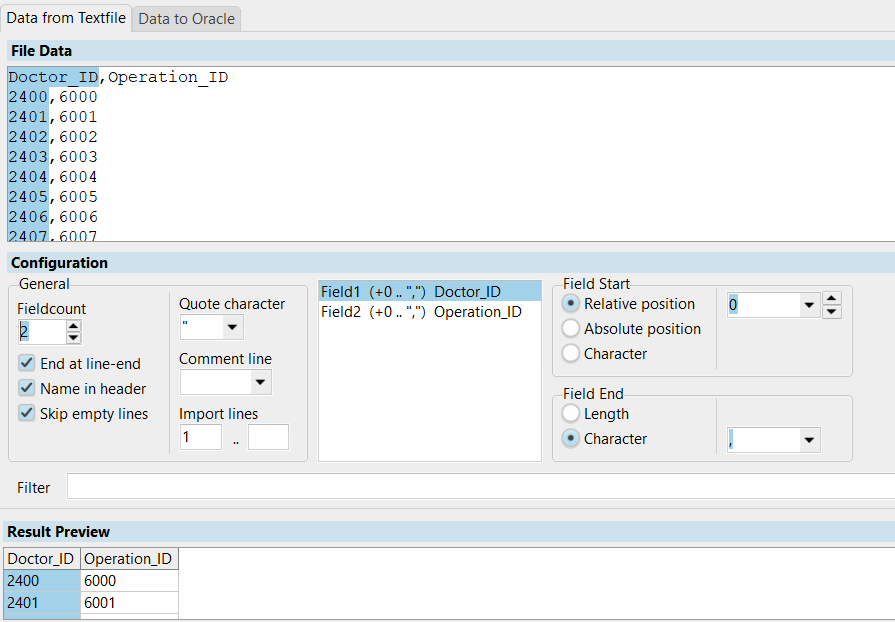 Data from Textfile Data to Oracle
File Data
Doctor_ID,Operation_ID
2400,6000
2401,6001
2402,6002
2403,6003
2404,6004
2405,6005
2406,6006
2407,6007
Configuration
General
Fieldcount
2
End at line-end
Name in header
Skip empty lines
Quote character
"
Comment line
Import lines
1 ..
Field1 (+0 .. ",") Doctor_ID
Field2 (+0 .. ",") Operation_ID
Field Start
Relative position 0
Absolute position
Character
Field End
Length
Character ,
Filter
Result Preview
Doctor_ID Operation_ID
2400 6000
2401 6001